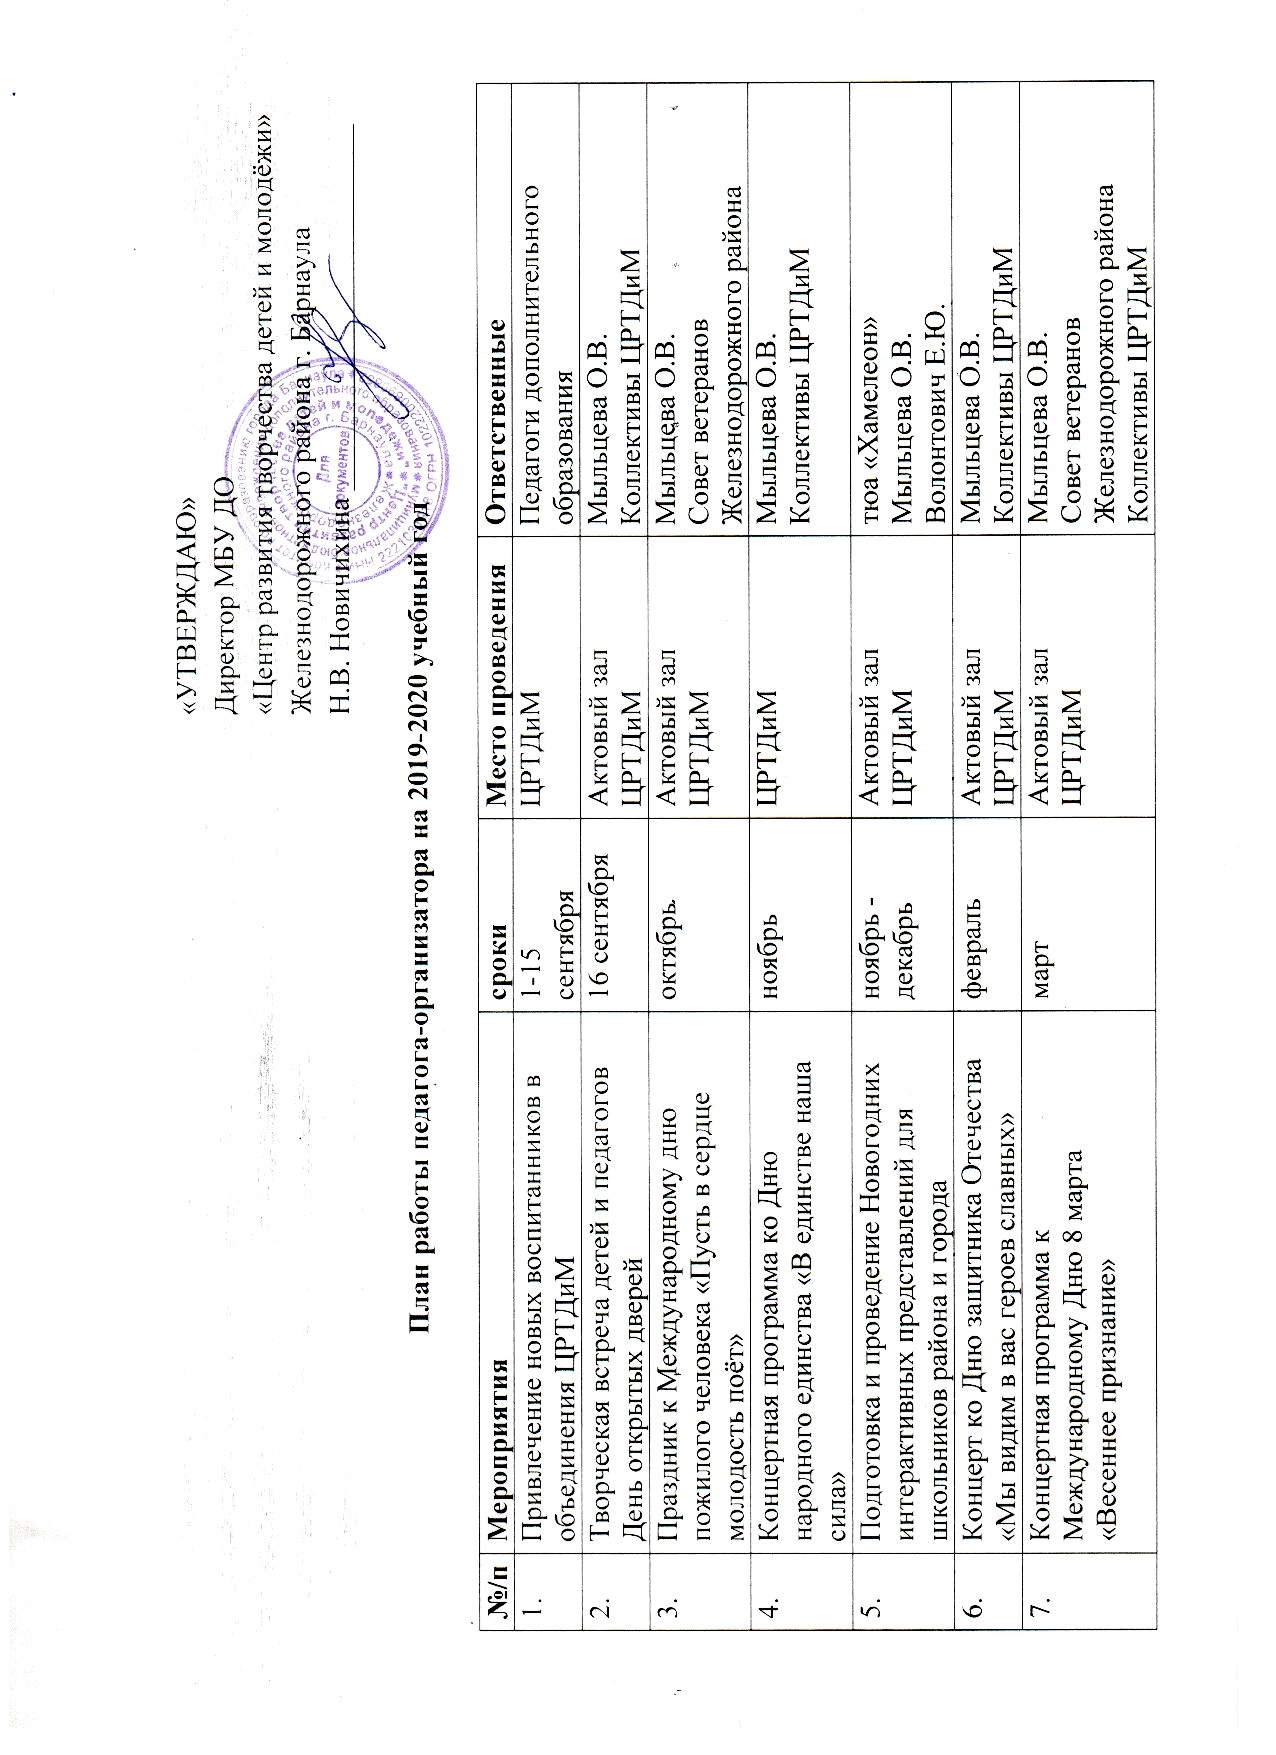 «УТВЕРЖДАЮ»
Директор МБУ ДО
«Центр развития творчества детей и молодёжи»
Железнодорожного района г. Барнаула
Н.В. Новичихина
План работы педагога-организатора на 2019-2020 учебный год
№/п Мероприятия сроки Место проведения Ответственные
1. Привлечение новых воспитанников в 1-15 ЦРТДиМ Педагоги дополнительного
объединения ЦРТДиМ сентября образования
2. Творческая встреча детей и педагогов 16 сентября Актовый зал Мыльцева О.В.
День открытых дверей ЦРТДиМ Коллективы ЦРТДиМ
3. Праздник к Международному дню октябрь Актовый зал Мыльцева О.В.
пожилого человека «Пусть в сердце ЦРТДиМ Совет ветеранов
молодость поёт» Железнодорожного района
4. Концертная программа ко Дню ноябрь ЦРТДиМ Мыльцева О.В.
народного единства «В единстве наша Коллективы ЦРТДиМ
сила»
5. Подготовка и проведение Новогодних ноябрь - Актовый зал тюа «Хамелеон»
интерактивных представлений для декабрь ЦРТДиМ Мыльцева О.В.
школьников района и города Волонтович Е.Ю.
6. Концерт ко Дню защитника Отечества февраль Актовый зал Мыльцева О.В.
«Мы видим в вас героев славных» ЦРТДиМ Коллективы ЦРТДиМ
7. Концертная программа к март Актовый зал Мыльцева О.В.
Международному Дню 8 марта ЦРТДиМ Совет ветеранов
«Весеннее признание» Железнодорожного района
Коллективы ЦРТДиМ
Для
документов